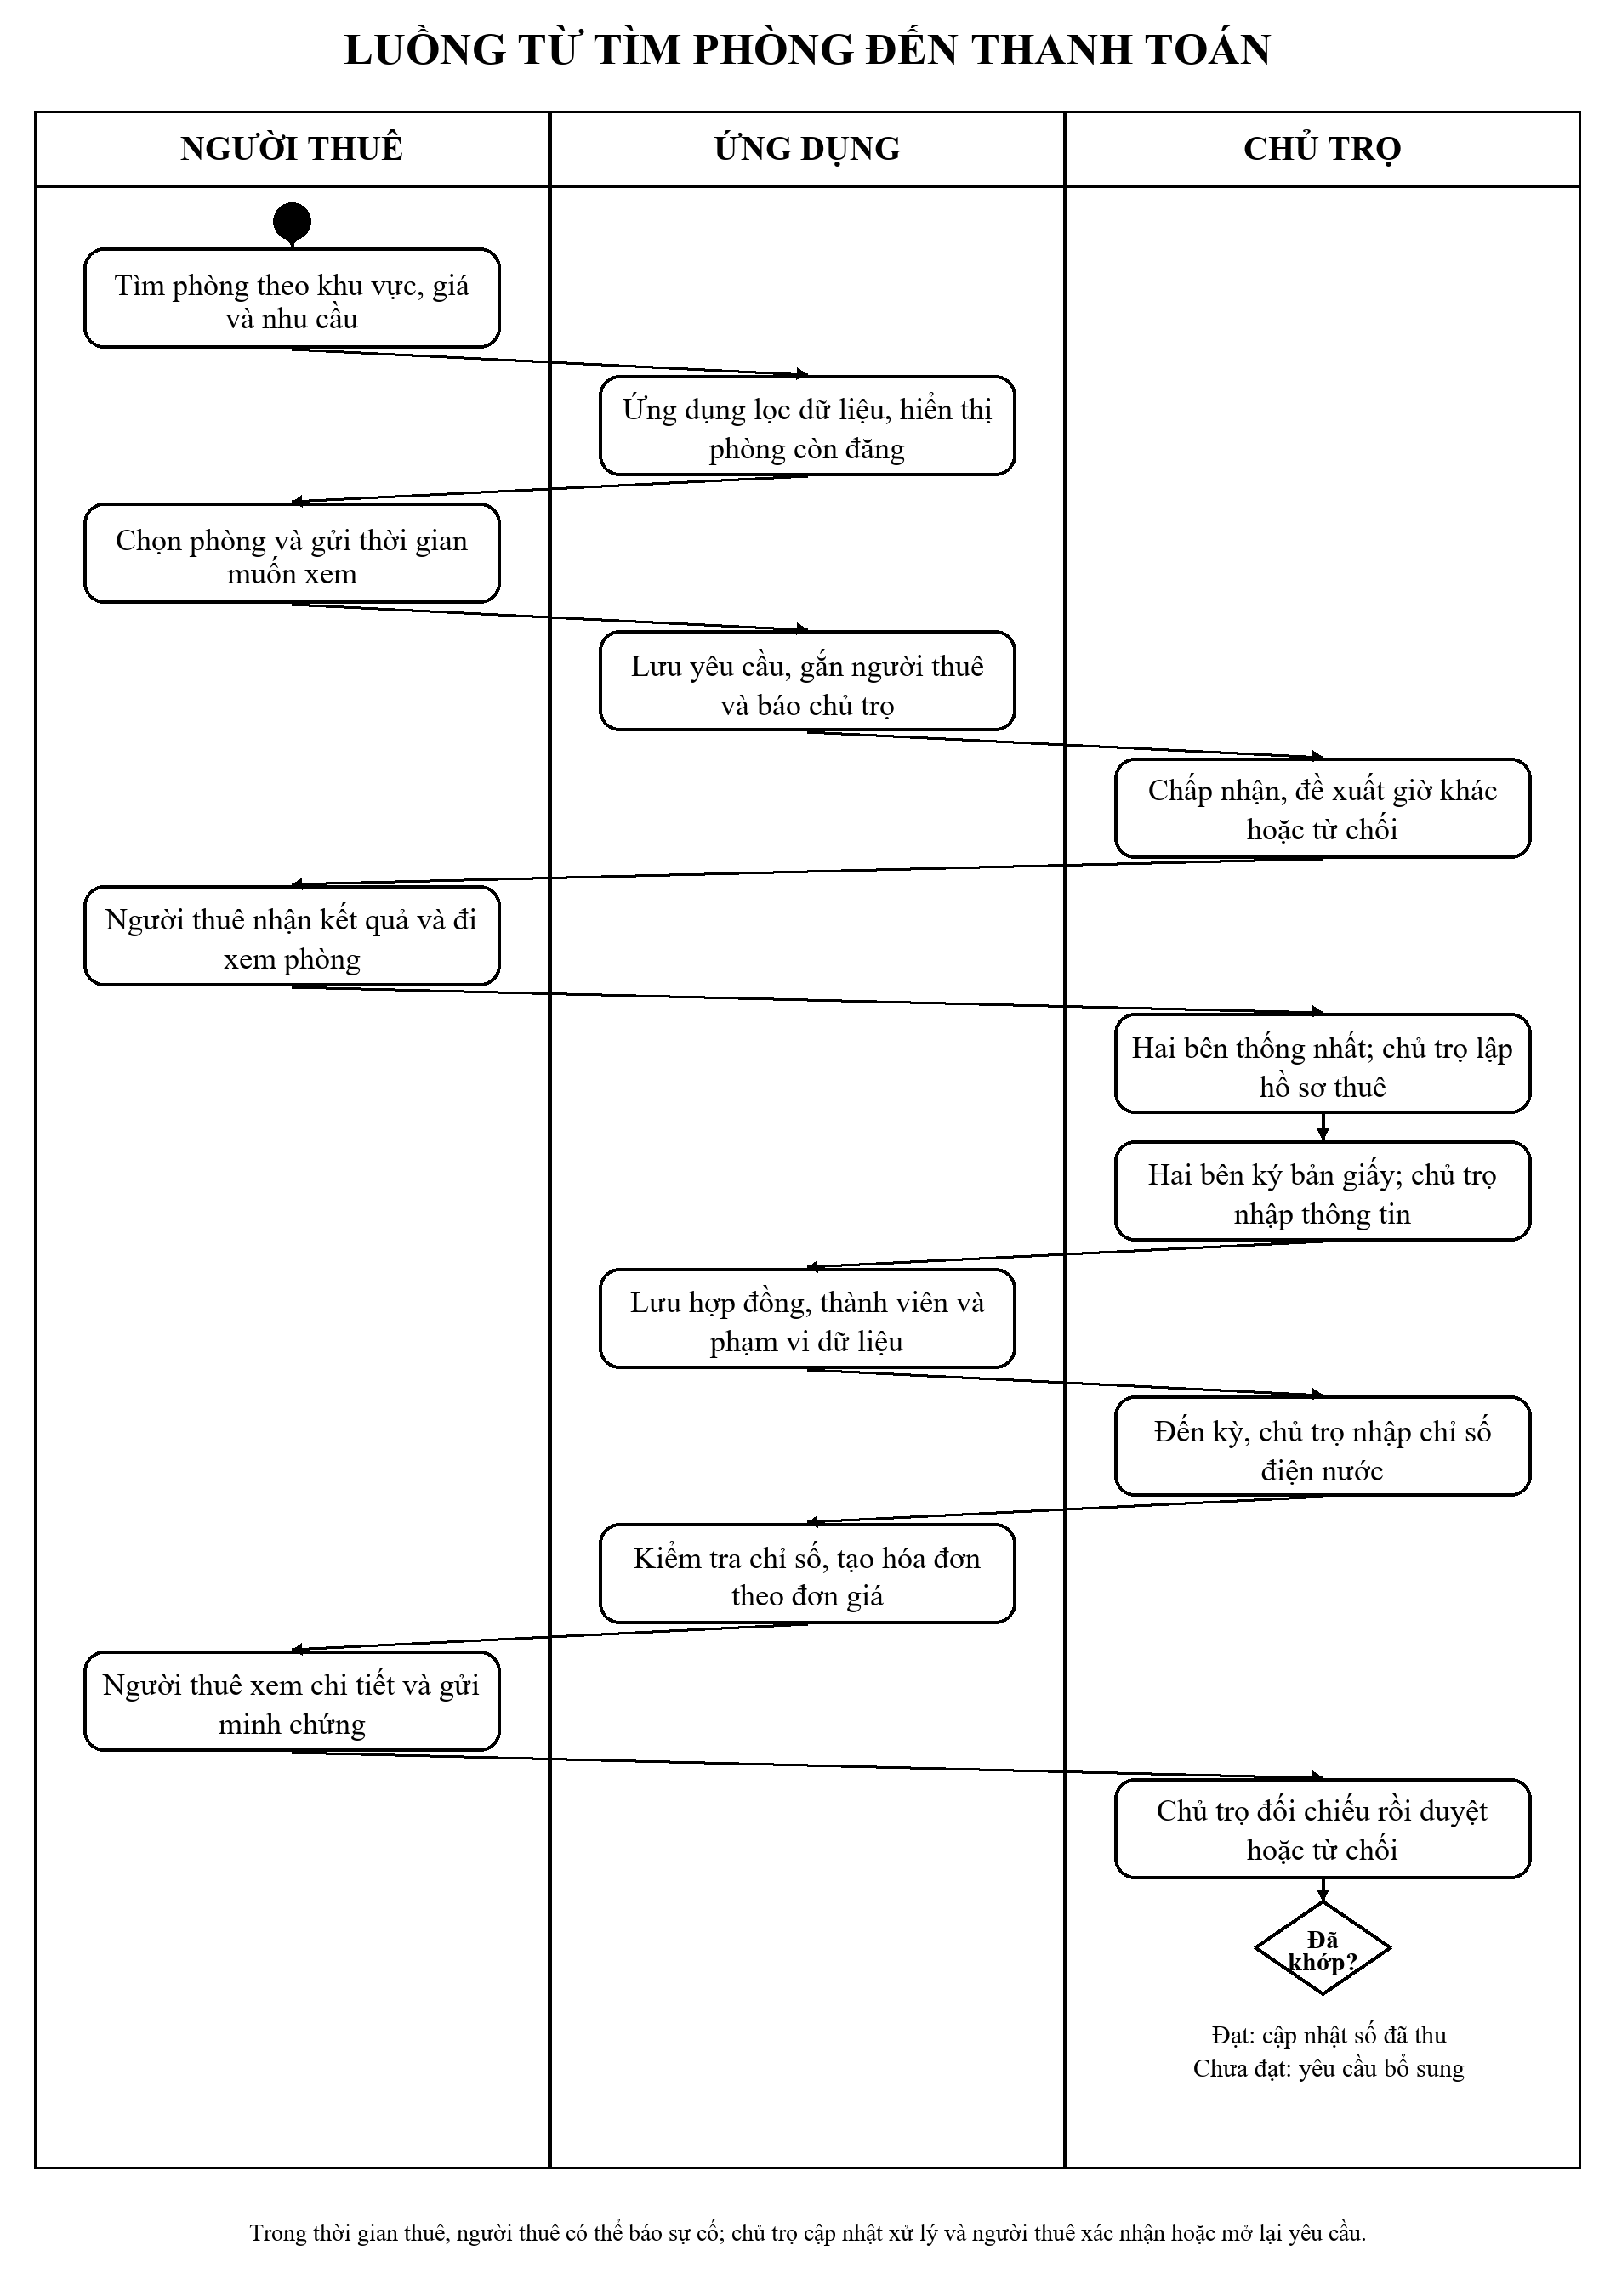 LUỒNG TỪ TÌM PHÒNG ĐẾN THANH TOÁN
NGƯỜI THUÊ
ỨNG DỤNG
CHỦ TRỌ
Tìm phòng theo khu vực, giá
và nhu cầu
Ứng dụng lọc dữ liệu, hiển thị
phòng còn đăng
Chọn phòng và gửi thời gian
muốn xem
Lưu yêu cầu, gắn người thuê
và báo chủ trọ
Chấp nhận, đề xuất giờ khác
hoặc từ chối
Người thuê nhận kết quả và đi
xem phòng
Hai bên thống nhất; chủ trọ lập
hồ sơ thuê
Hai bên ký bản giấy; chủ trọ
nhập thông tin
Lưu hợp đồng, thành viên và
phạm vi dữ liệu
Đến kỳ, chủ trọ nhập chỉ số
điện nước
Kiểm tra chỉ số, tạo hóa đơn
theo đơn giá
Người thuê xem chi tiết và gửi
minh chứng
Chủ trọ đối chiếu rồi duyệt
hoặc từ chối
Đã
khớp?
Đạt: cập nhật số đã thu
Chưa đạt: yêu cầu bổ sung
Trong thời gian thuê, người thuê có thể báo sự cố; chủ trọ cập nhật xử lý và người thuê xác nhận hoặc mở lại yêu cầu.